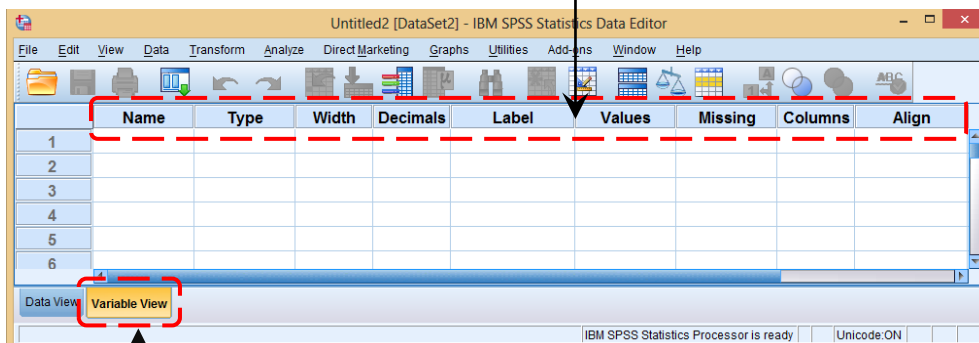 Untitled2 [DataSet2] - IBM SPSS Statistics Data Editor
File Edit View Data Transform Analyze Direct Marketing Graphs Utilities Add-ons Window Help
Name Type Width Decimals Label Values Missing Columns Align
1
2
3
4
5
6
Data View Variable View
IBM SPSS Statistics Processor is ready Unicode:ON